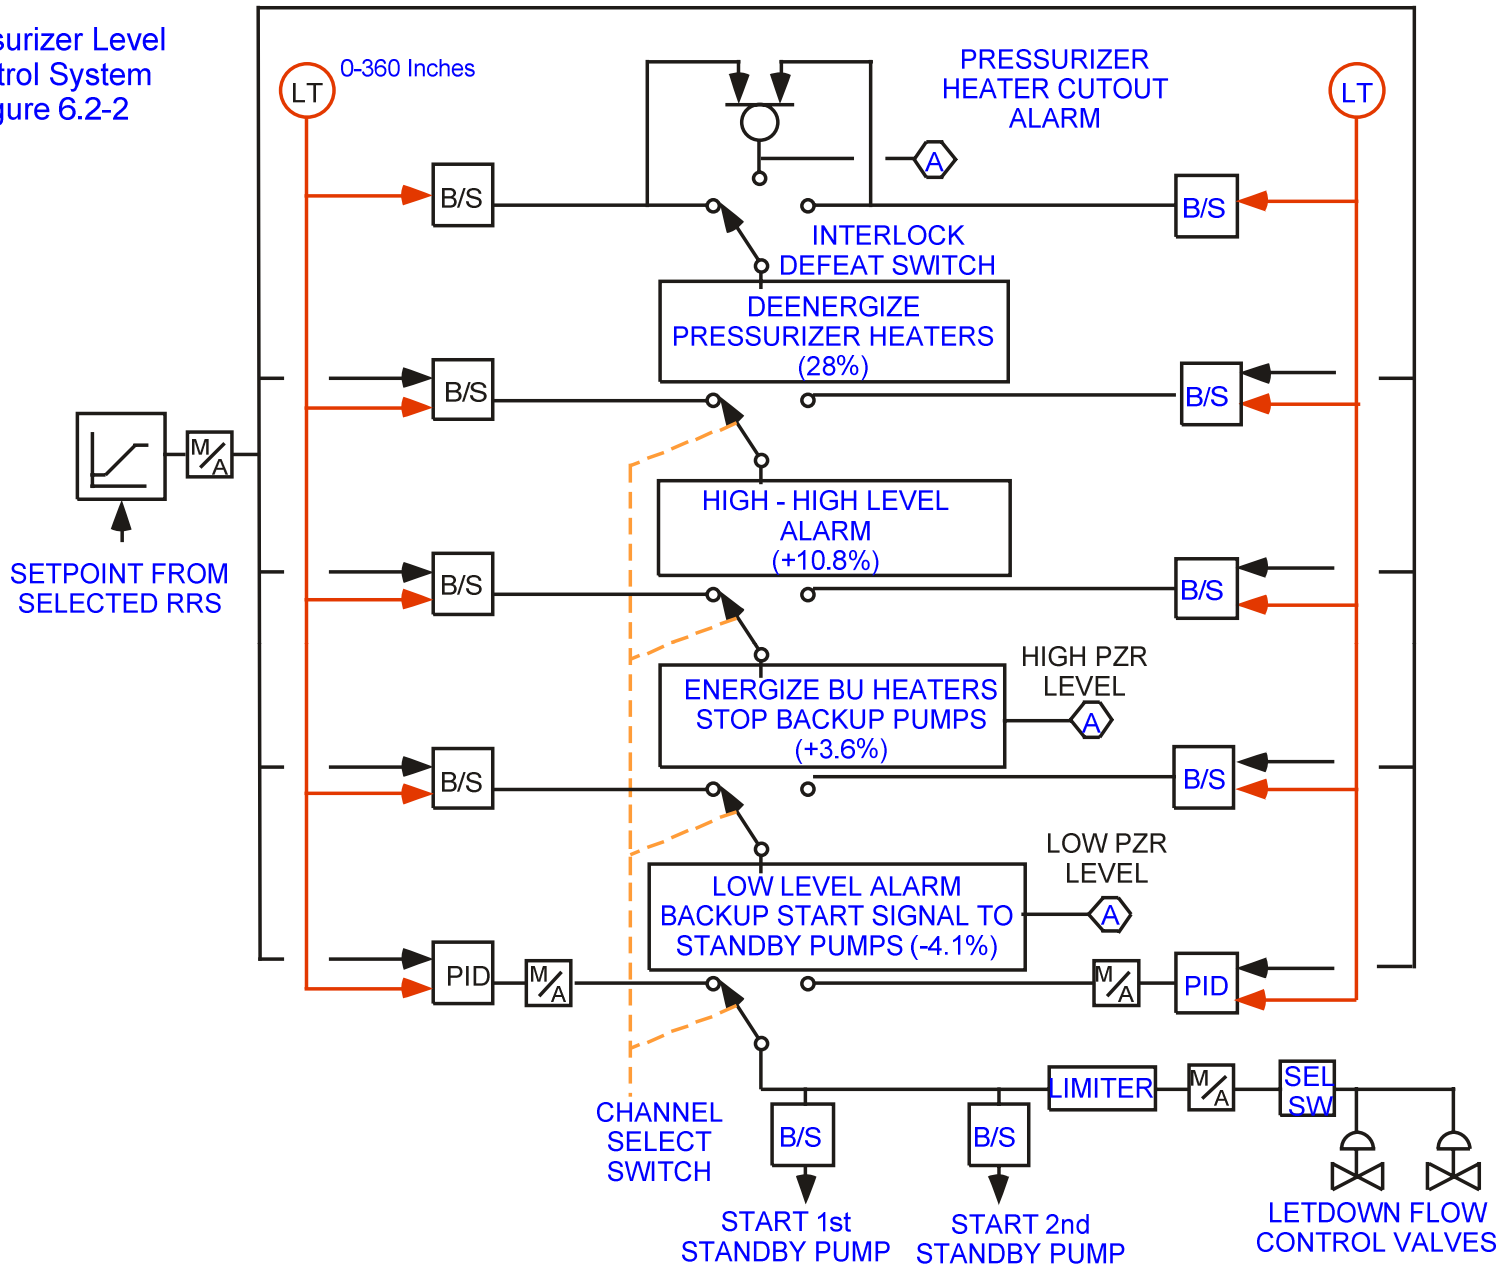 surizer Level
trol System
gure 6.2-2
LT
0-360 Inches
PRESSURIZER
HEATER CUTOUT
ALARM
LT
A
B/S
B/S
INTERLOCK
DEFEAT SWITCH
DEENERGIZE
PRESSURIZER HEATERS
(28%)
B/S
B/S
M
A
HIGH - HIGH LEVEL
ALARM
(+10.8%)
SETPOINT FROM
SELECTED RRS
B/S
B/S
HIGH PZR
LEVEL
ENERGIZE BU HEATERS
STOP BACKUP PUMPS
(+3.6%)
A
B/S
B/S
LOW PZR
LEVEL
LOW LEVEL ALARM
BACKUP START SIGNAL TO
STANDBY PUMPS (-4.1%)
A
PID
M
A
M
A
PID
LIMITER
M
A
SEL
SW
CHANNEL
SELECT
SWITCH
B/S
B/S
START 1st
STANDBY PUMP
START 2nd
STANDBY PUMP
LETDOWN FLOW
CONTROL VALVES